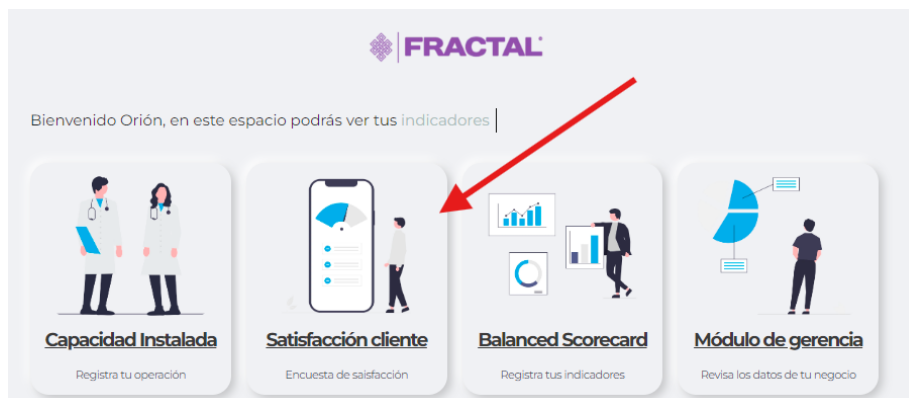 FRACTAL
Bienvenido Orión, en este espacio podrás ver tus indicadores
Capacidad Instalada
Registra tu operación
Satisfacción cliente
Encuesta de saisfacción
Balanced Scorecard
Registra tus indicadores
Módulo de gerencia
Revisa los datos de tu negocio